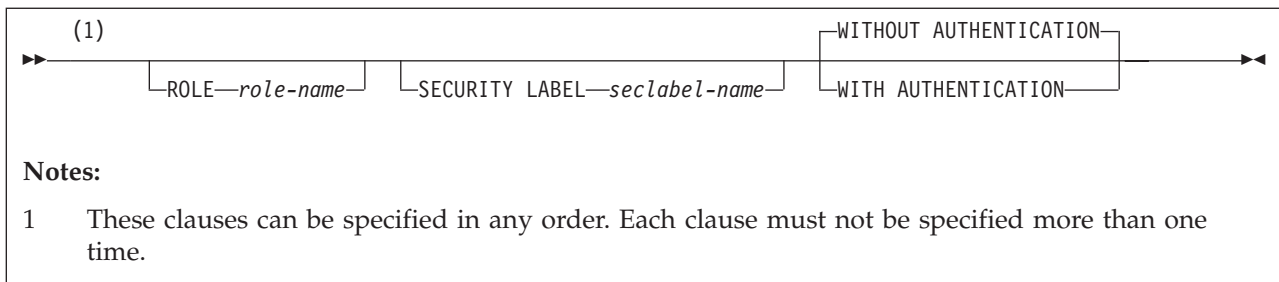 (1)
WITHOUT AUTHENTICATION
ROLE role-name SECURITY LABEL seclabel-name WITH AUTHENTICATION
Notes:
1 These clauses can be specified in any order. Each clause must not be specified more than one
time.